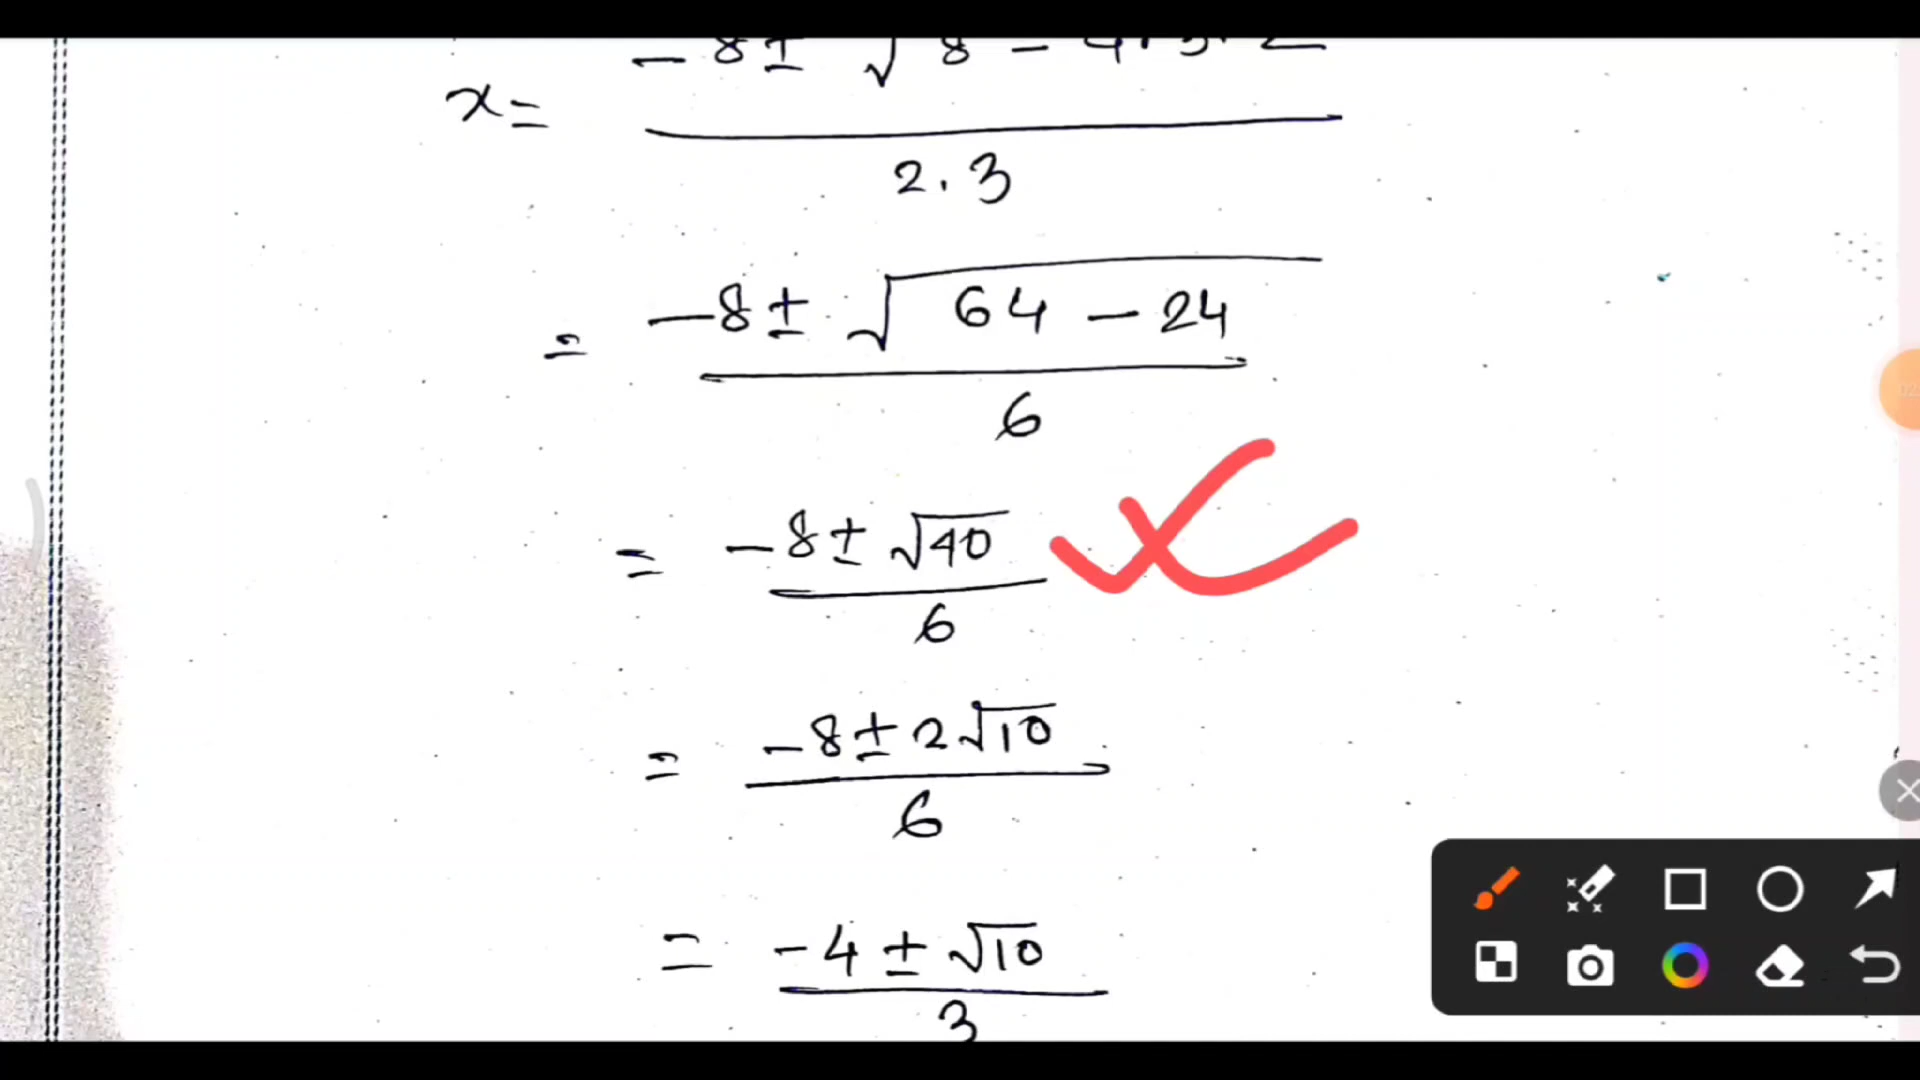 x = -8 ± √8 - 4.3.2
2.3
= -8 ± √64 - 24
6
= -8 ± √40
6
= -8 ± 2√10
6
= -4 ± √10
3